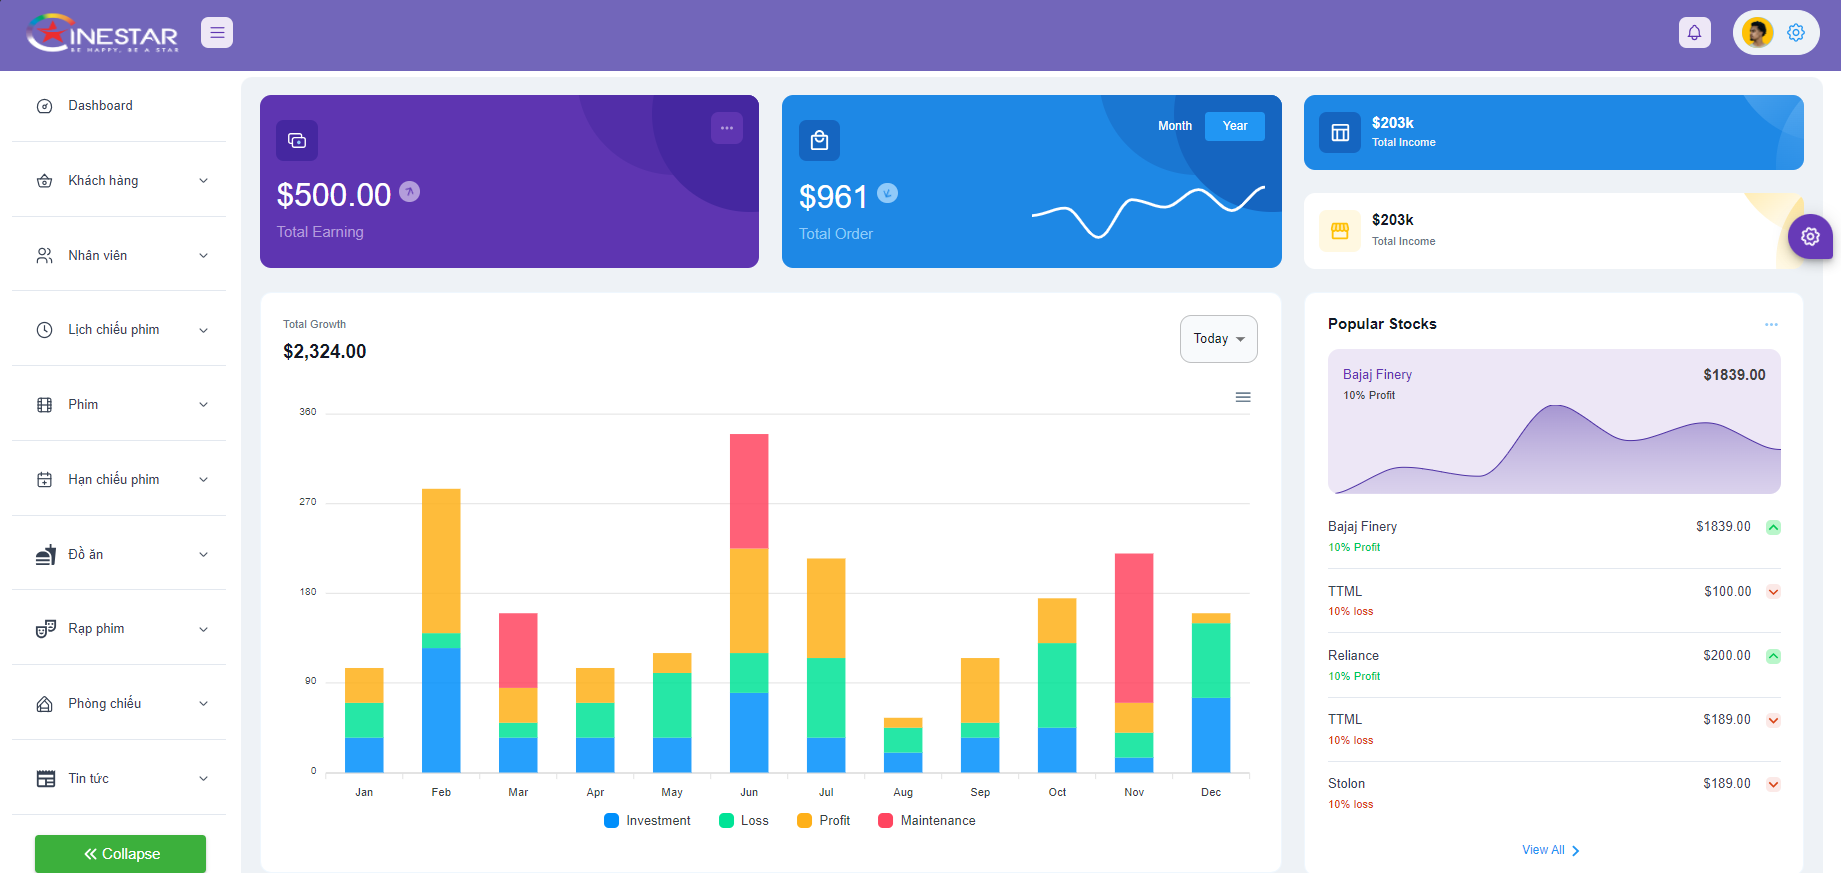 CINESTAR
BE HAPPY, BE A STAR
Dashboard
Khách hàng
Nhân viên
Lịch chiếu phim
Phim
Hạn chiếu phim
Đồ ăn
Rạp phim
Phòng chiếu
Tin tức
Collapse
$500.00
Total Earning
Month Year
$961
Total Order
$203k
Total Income
$203k
Total Income
Total Growth
$2,324.00
Today
360
270
180
90
0
Jan Feb Mar Apr May Jun Jul Aug Sep Oct Nov Dec
Investment Loss Profit Maintenance
Popular Stocks
Bajaj Finery $1839.00
10% Profit
Bajaj Finery $1839.00
10% Profit
TTML $100.00
10% loss
Reliance $200.00
10% Profit
TTML $189.00
10% loss
Stolon $189.00
10% loss
View All